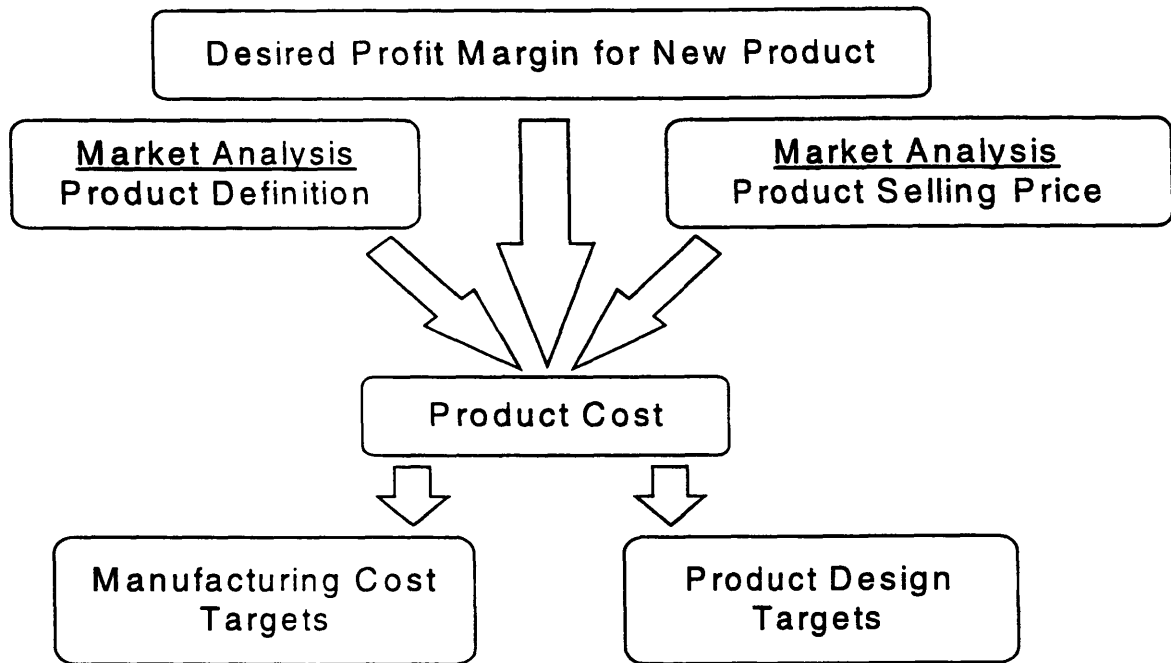 Desired Profit Margin for New Product
Market Analysis
Product Definition
Market Analysis
Product Selling Price
Product Cost
Manufacturing Cost
Targets
Product Design
Targets